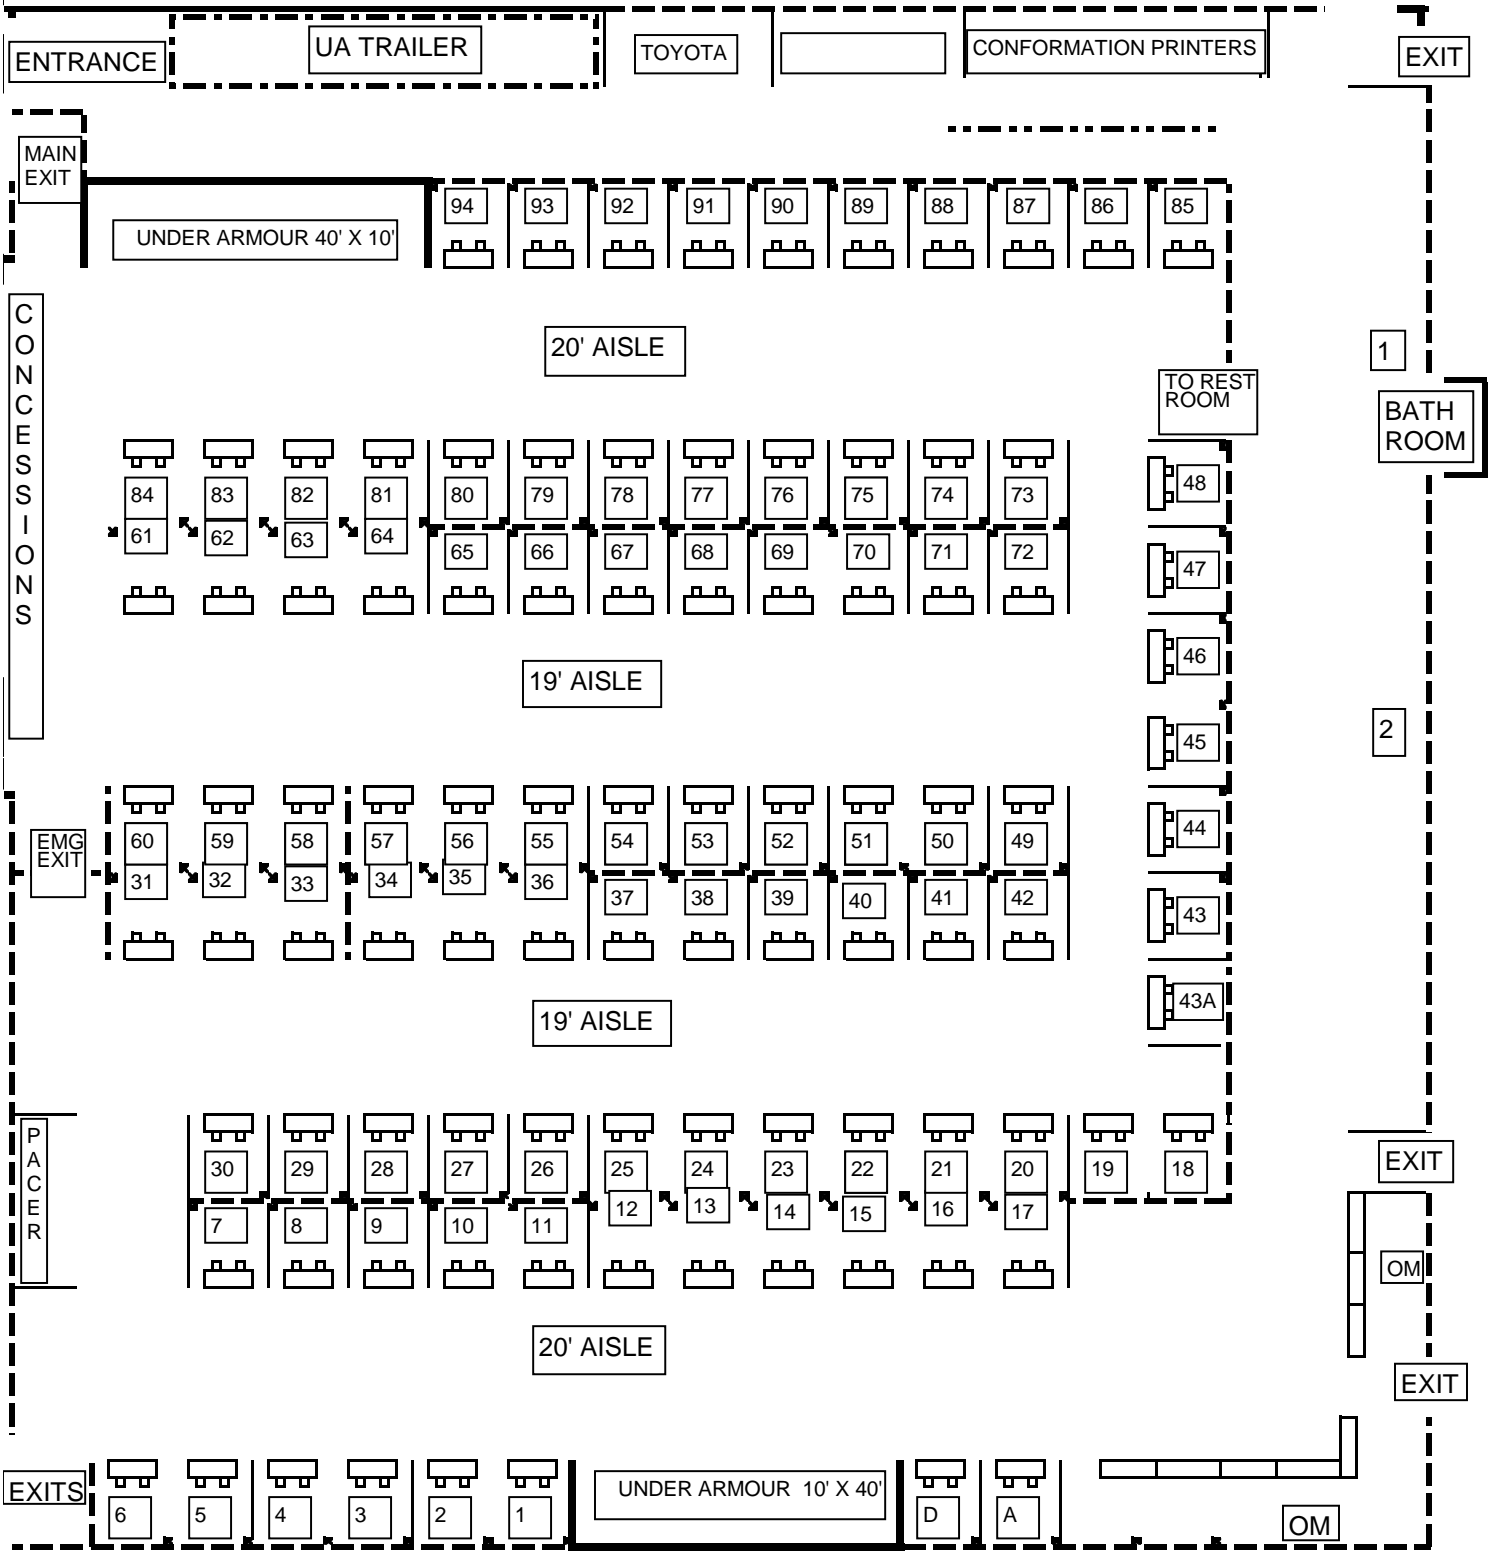 ENTRANCE
UA TRAILER
TOYOTA
CONFORMATION PRINTERS
EXIT
MAIN
EXIT
UNDER ARMOUR 40' X 10'
94 93 92 91 90 89 88 87 86 85
CONCESSIONS
20' AISLE
1
TO REST
ROOM
BATH
ROOM
84 83 82 81 80 79 78 77 76 75 74 73
48
61 62 63 64 65 66 67 68 69 70 71 72
47
46
19' AISLE
45
2
44
EMG
EXIT
60 59 58 57 56 55 54 53 52 51 50 49
31 32 33 34 35 36 37 38 39 40 41 42
43
43A
19' AISLE
PACER
30 29 28 27 26 25 24 23 22 21 20 19 18
EXIT
7 8 9 10 11 12 13 14 15 16 17
OM
20' AISLE
EXIT
EXITS
6 5 4 3 2 1
UNDER ARMOUR 10' X 40'
D A
OM